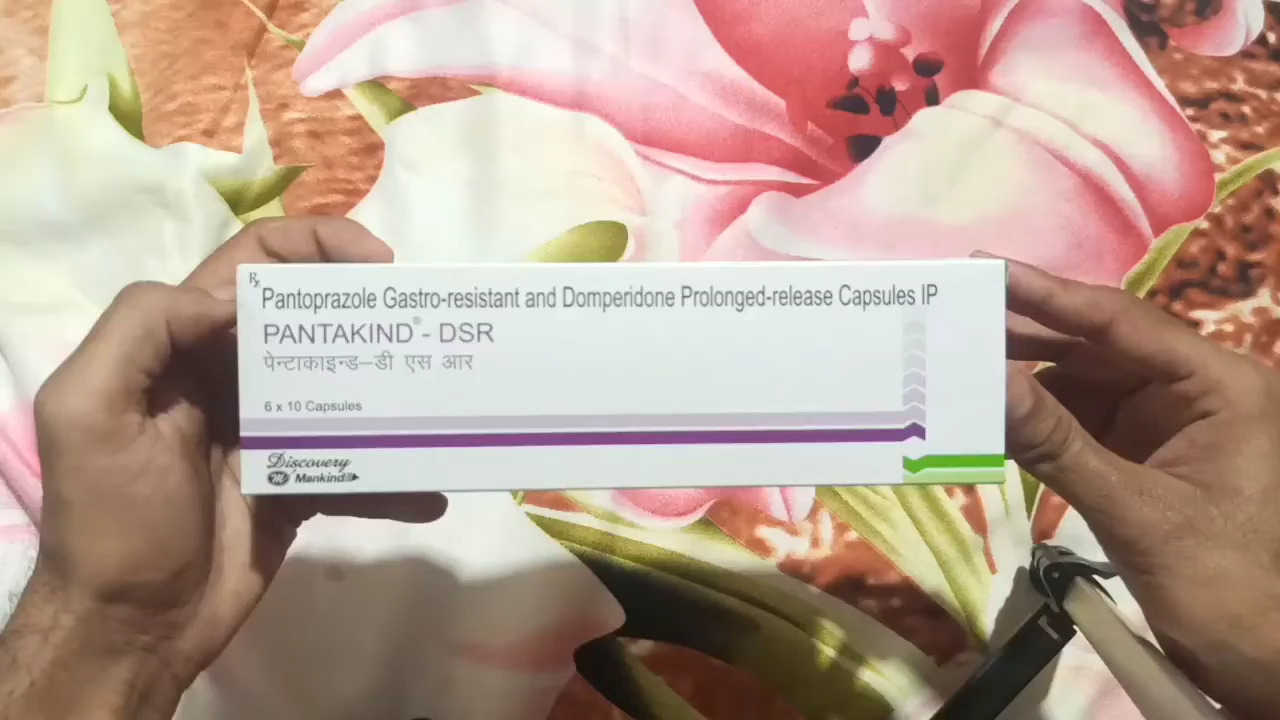 Rx
Pantoprazole Gastro-resistant and Domperidone Prolonged-release Capsules IP
PANTAKIND® - DSR
पेन्टाकाइन्ड–डी एस आर
6 x 10 Capsules
Discovery
Mankind